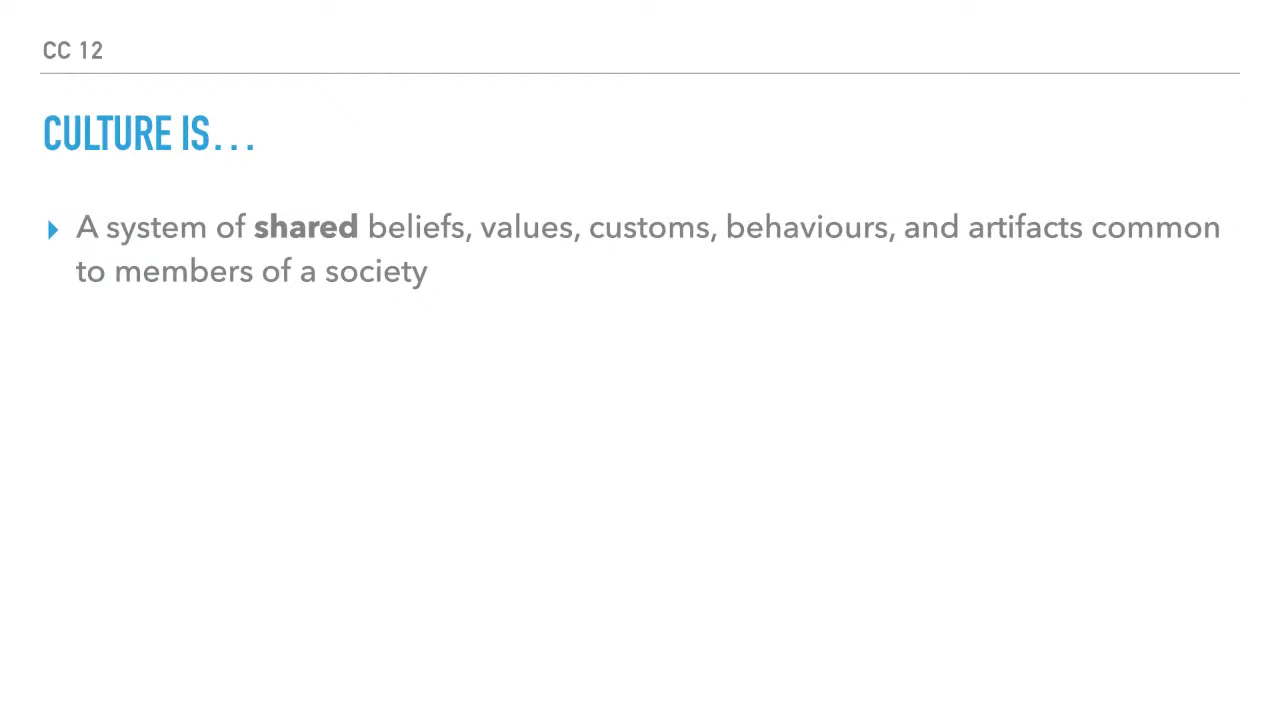 CC 12
CULTURE IS...
A system of shared beliefs, values, customs, behaviours, and artifacts common
to members of a society